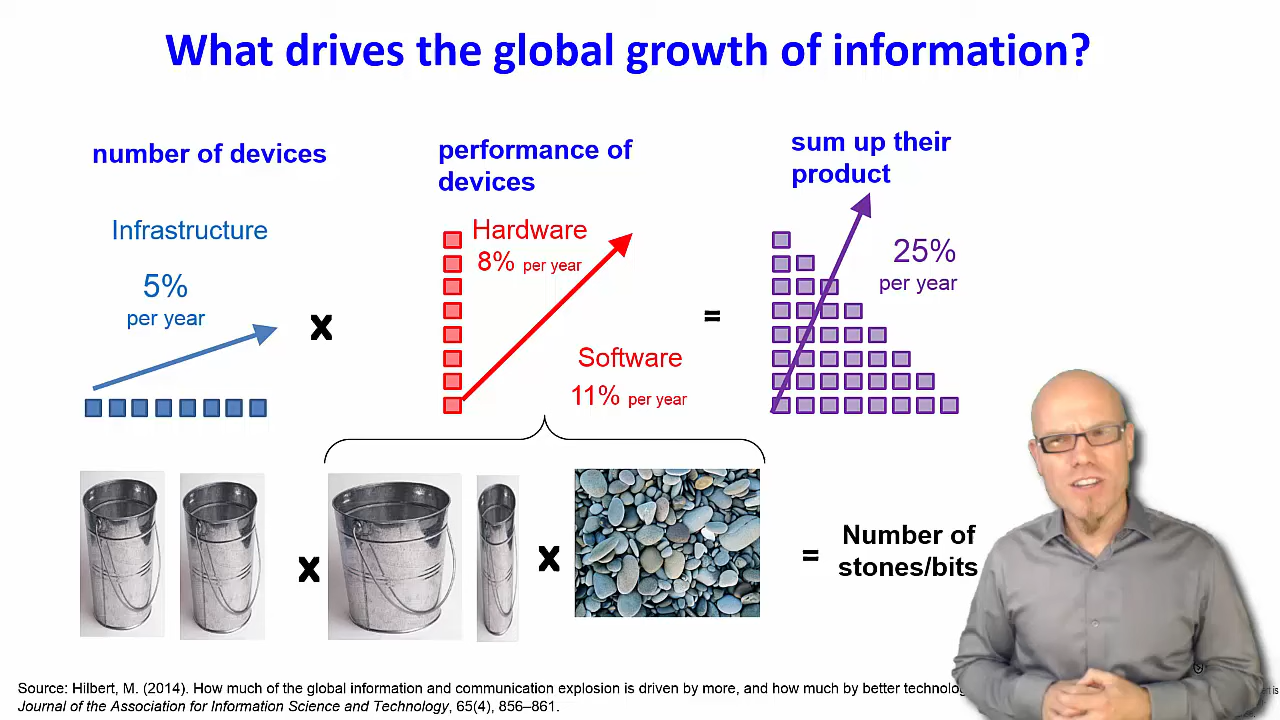 What drives the global growth of information?
number of devices
performance of
devices
sum up their
product
Infrastructure
5%
per year
x
Hardware
8% per year
Software
11% per year
=
25%
per year
x
x
=
Number of
stones/bits
Source: Hilbert, M. (2014). How much of the global information and communication explosion is driven by more, and how much by better
Journal of the Association for Information Science and Technology, 65(4), 856–861.